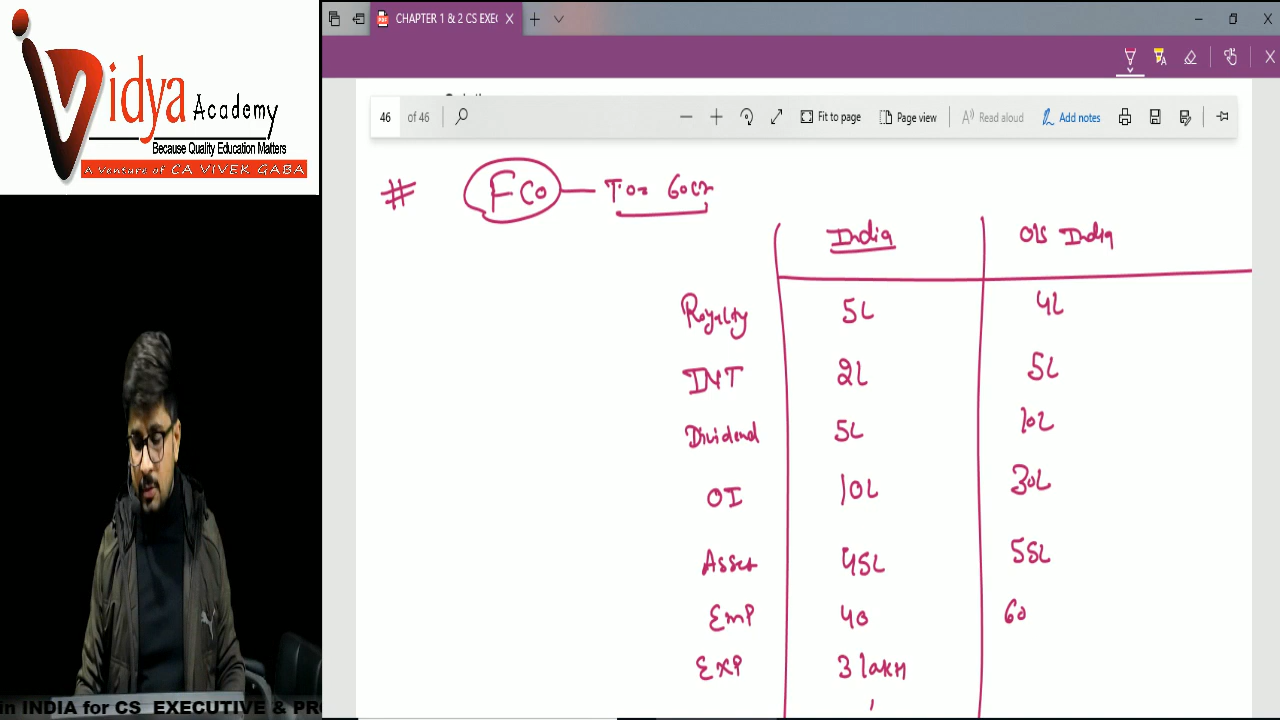 Vidya Academy
Because Quality Education Matters
A Venture of CA VIVEK GABA
CHAPTER 1 & 2 CS EXEC
46 of 46
Fit to page
Page view
Read aloud
Add notes
# FCo — T.O= 60cr
India O/S India
Royalty 5L 4L
INT 2L 5L
Dividend 5L 10L
OI 10L 30L
Asset 45L 55L
Emp 40 60
EXP 3 lakh
in INDIA for CS EXECUTIVE & PR